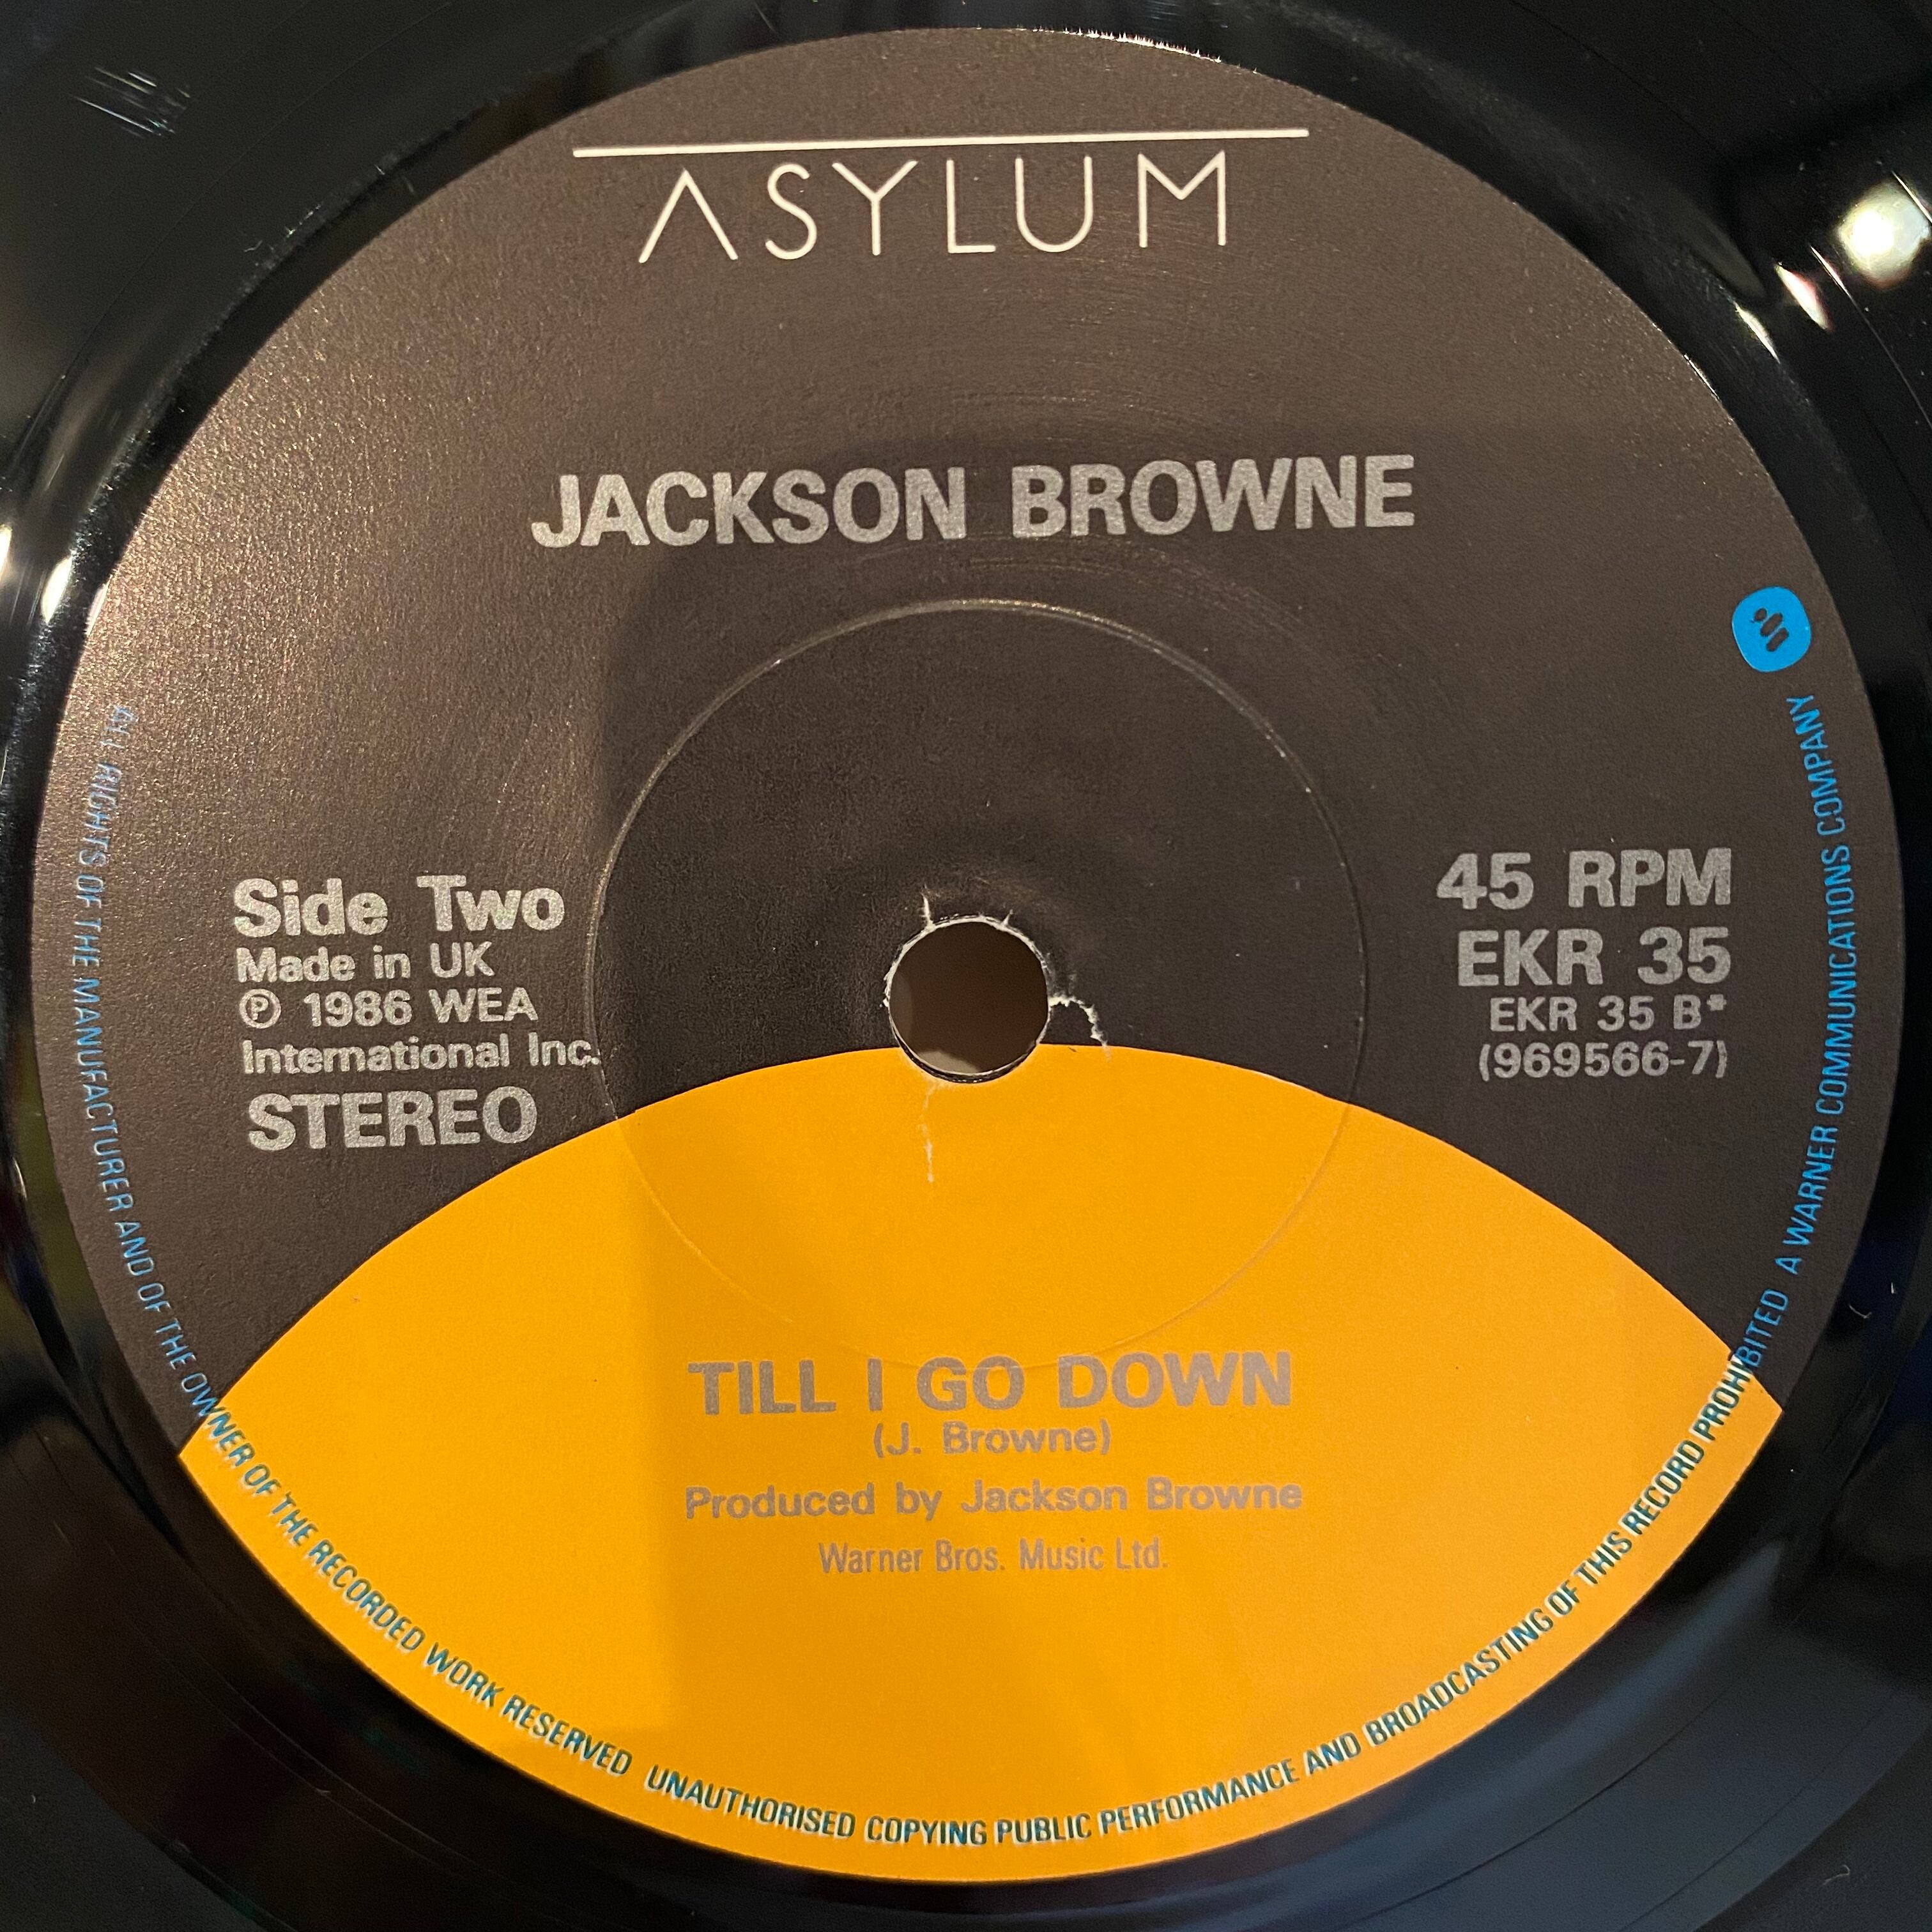 ASYLUM
JACKSON BROWNE
Side Two
Made in UK
℗ 1986 WEA
International Inc.
STEREO
45 RPM
EKR 35
EKR 35 B*
(969566-7)
TILL I GO DOWN
(J. Browne)
Produced by Jackson Browne
Warner Bros. Music Ltd.
ALL RIGHTS OF THE MANUFACTURER AND OF THE OWNER OF THE RECORDED WORK RESERVED UNAUTHORISED COPYING PUBLIC PERFORMANCE AND BROADCASTING OF THIS RECORD PROHIBITED A WARNER COMMUNICATIONS COMPANY